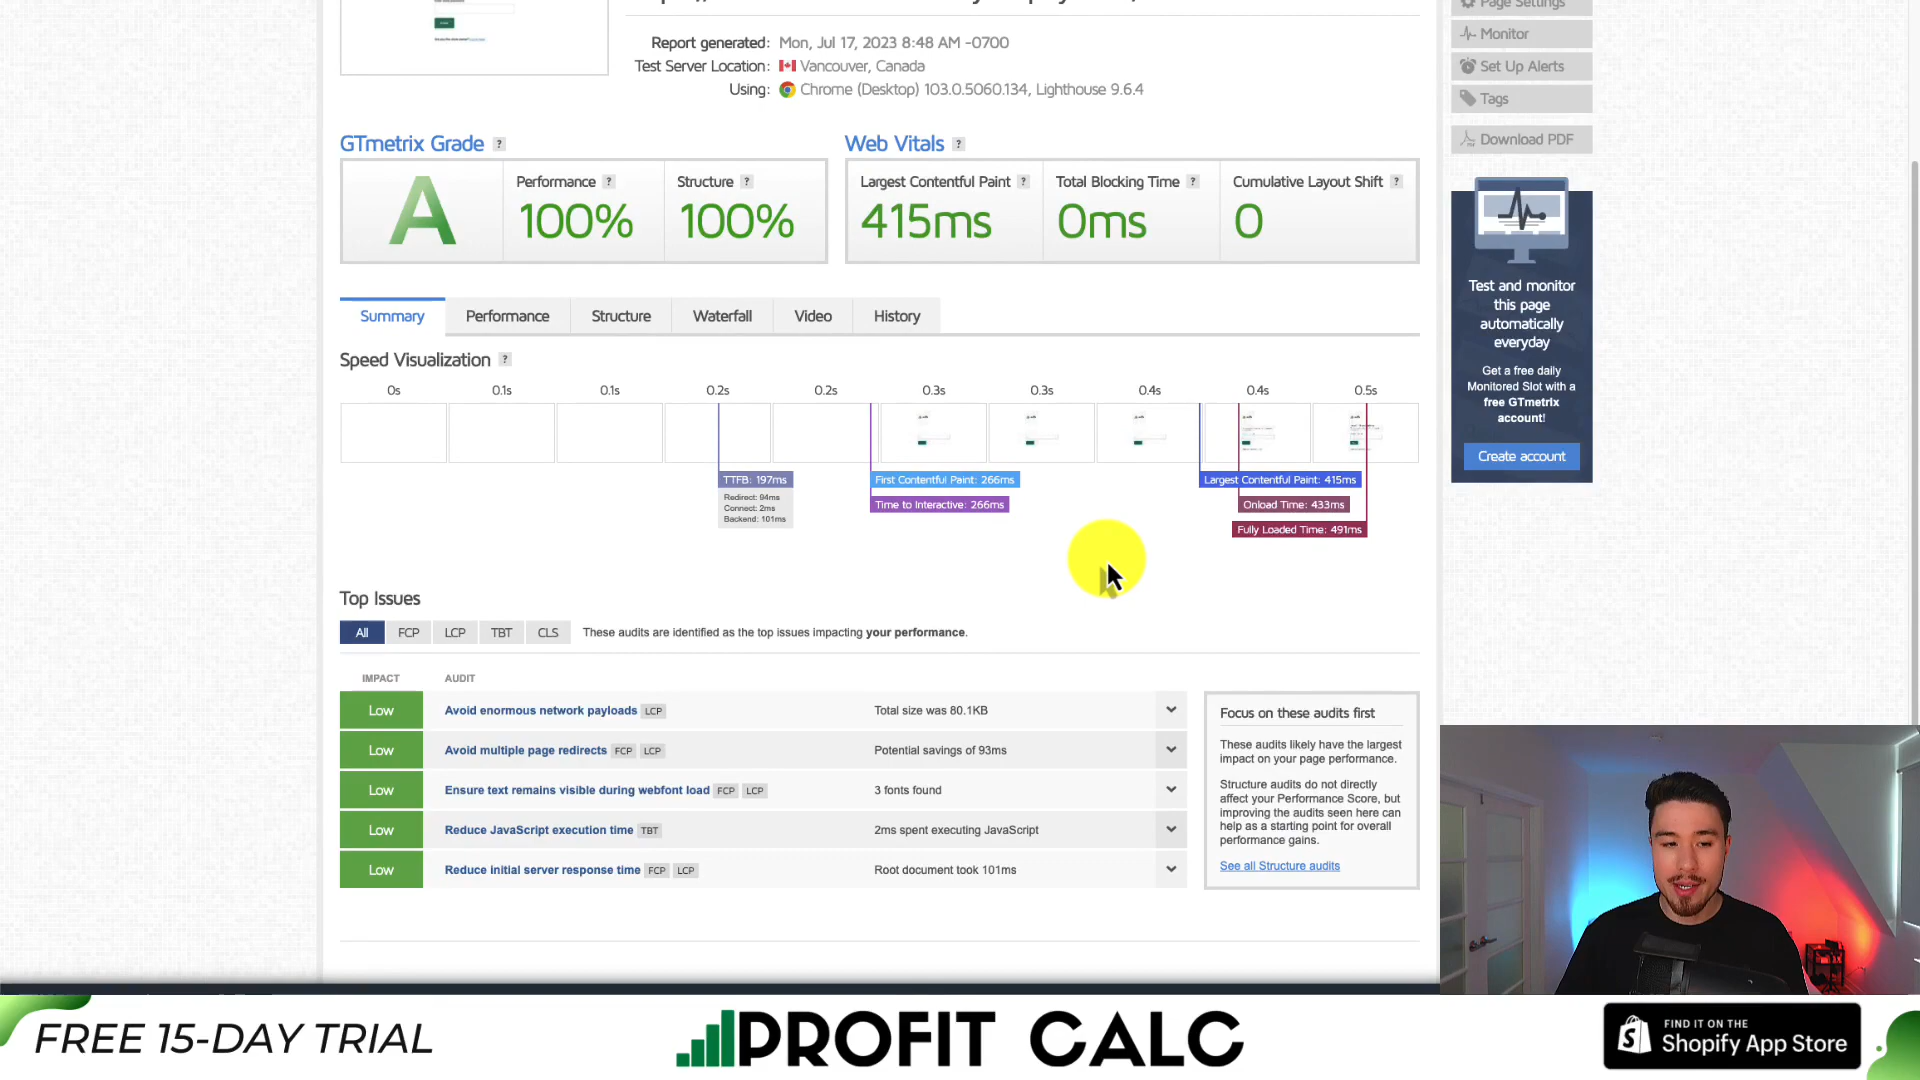 Page Settings
Report generated: Mon, Jul 17, 2023 8:48 AM -0700
Monitor
Test Server Location: Vancouver, Canada
Set Up Alerts
Using: Chrome (Desktop) 103.0.5060.134, Lighthouse 9.6.4
Tags
Download PDF
GTmetrix Grade ?
Web Vitals ?
A
Performance ?
100%
Structure ?
100%
Largest Contentful Paint ?
415ms
Total Blocking Time ?
0ms
Cumulative Layout Shift ?
0
Test and monitor
this page
automatically
everyday
Get a free daily
Monitored Slot with a
free GTmetrix
account!
Create account
Summary Performance Structure Waterfall Video History
Speed Visualization ?
0s 0.1s 0.1s 0.2s 0.2s 0.3s 0.3s 0.4s 0.4s 0.5s
TTFB: 197ms
Redirect: 94ms
Connect: 2ms
Backend: 101ms
First Contentful Paint: 266ms
Time to Interactive: 266ms
Largest Contentful Paint: 415ms
Onload Time: 433ms
Fully Loaded Time: 491ms
Top Issues
All FCP LCP TBT CLS These audits are identified as the top issues impacting your performance.
IMPACT AUDIT
Low Avoid enormous network payloads LCP Total size was 80.1KB
Low Avoid multiple page redirects FCP LCP Potential savings of 93ms
Low Ensure text remains visible during webfont load FCP LCP 3 fonts found
Low Reduce JavaScript execution time TBT 2ms spent executing JavaScript
Low Reduce initial server response time FCP LCP Root document took 101ms
Focus on these audits first
These audits likely have the largest
impact on your page performance.
Structure audits do not directly
affect your Performance Score, but
improving the audits seen here can
help as a starting point for overall
performance gains.
See all Structure audits
FREE 15-DAY TRIAL
PROFIT CALC
FIND IT ON THE
Shopify App Store